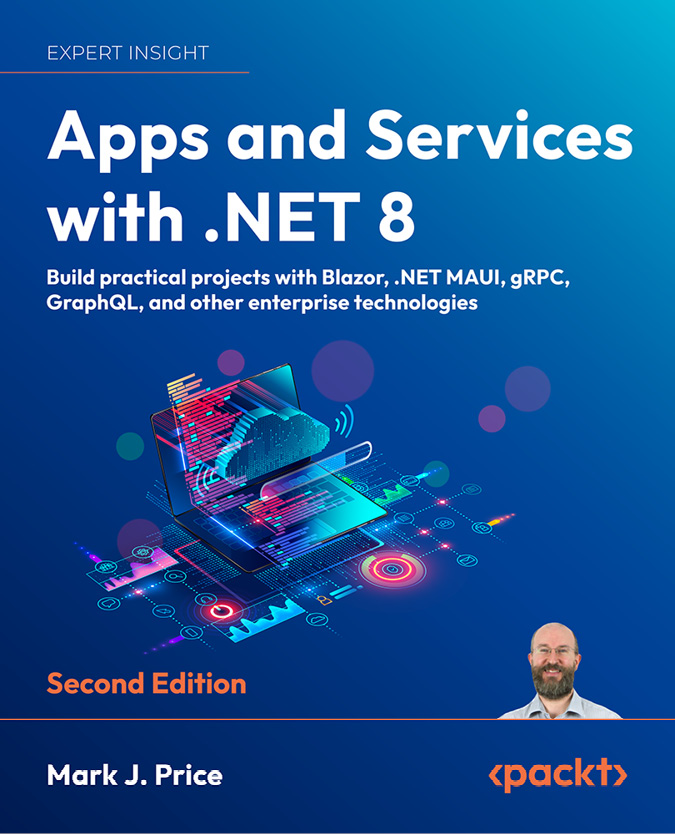 EXPERT INSIGHT
Apps and Services
with .NET 8
Build practical projects with Blazor, .NET MAUI, gRPC,
GraphQL, and other enterprise technologies
Second Edition
Mark J. Price
<packt>